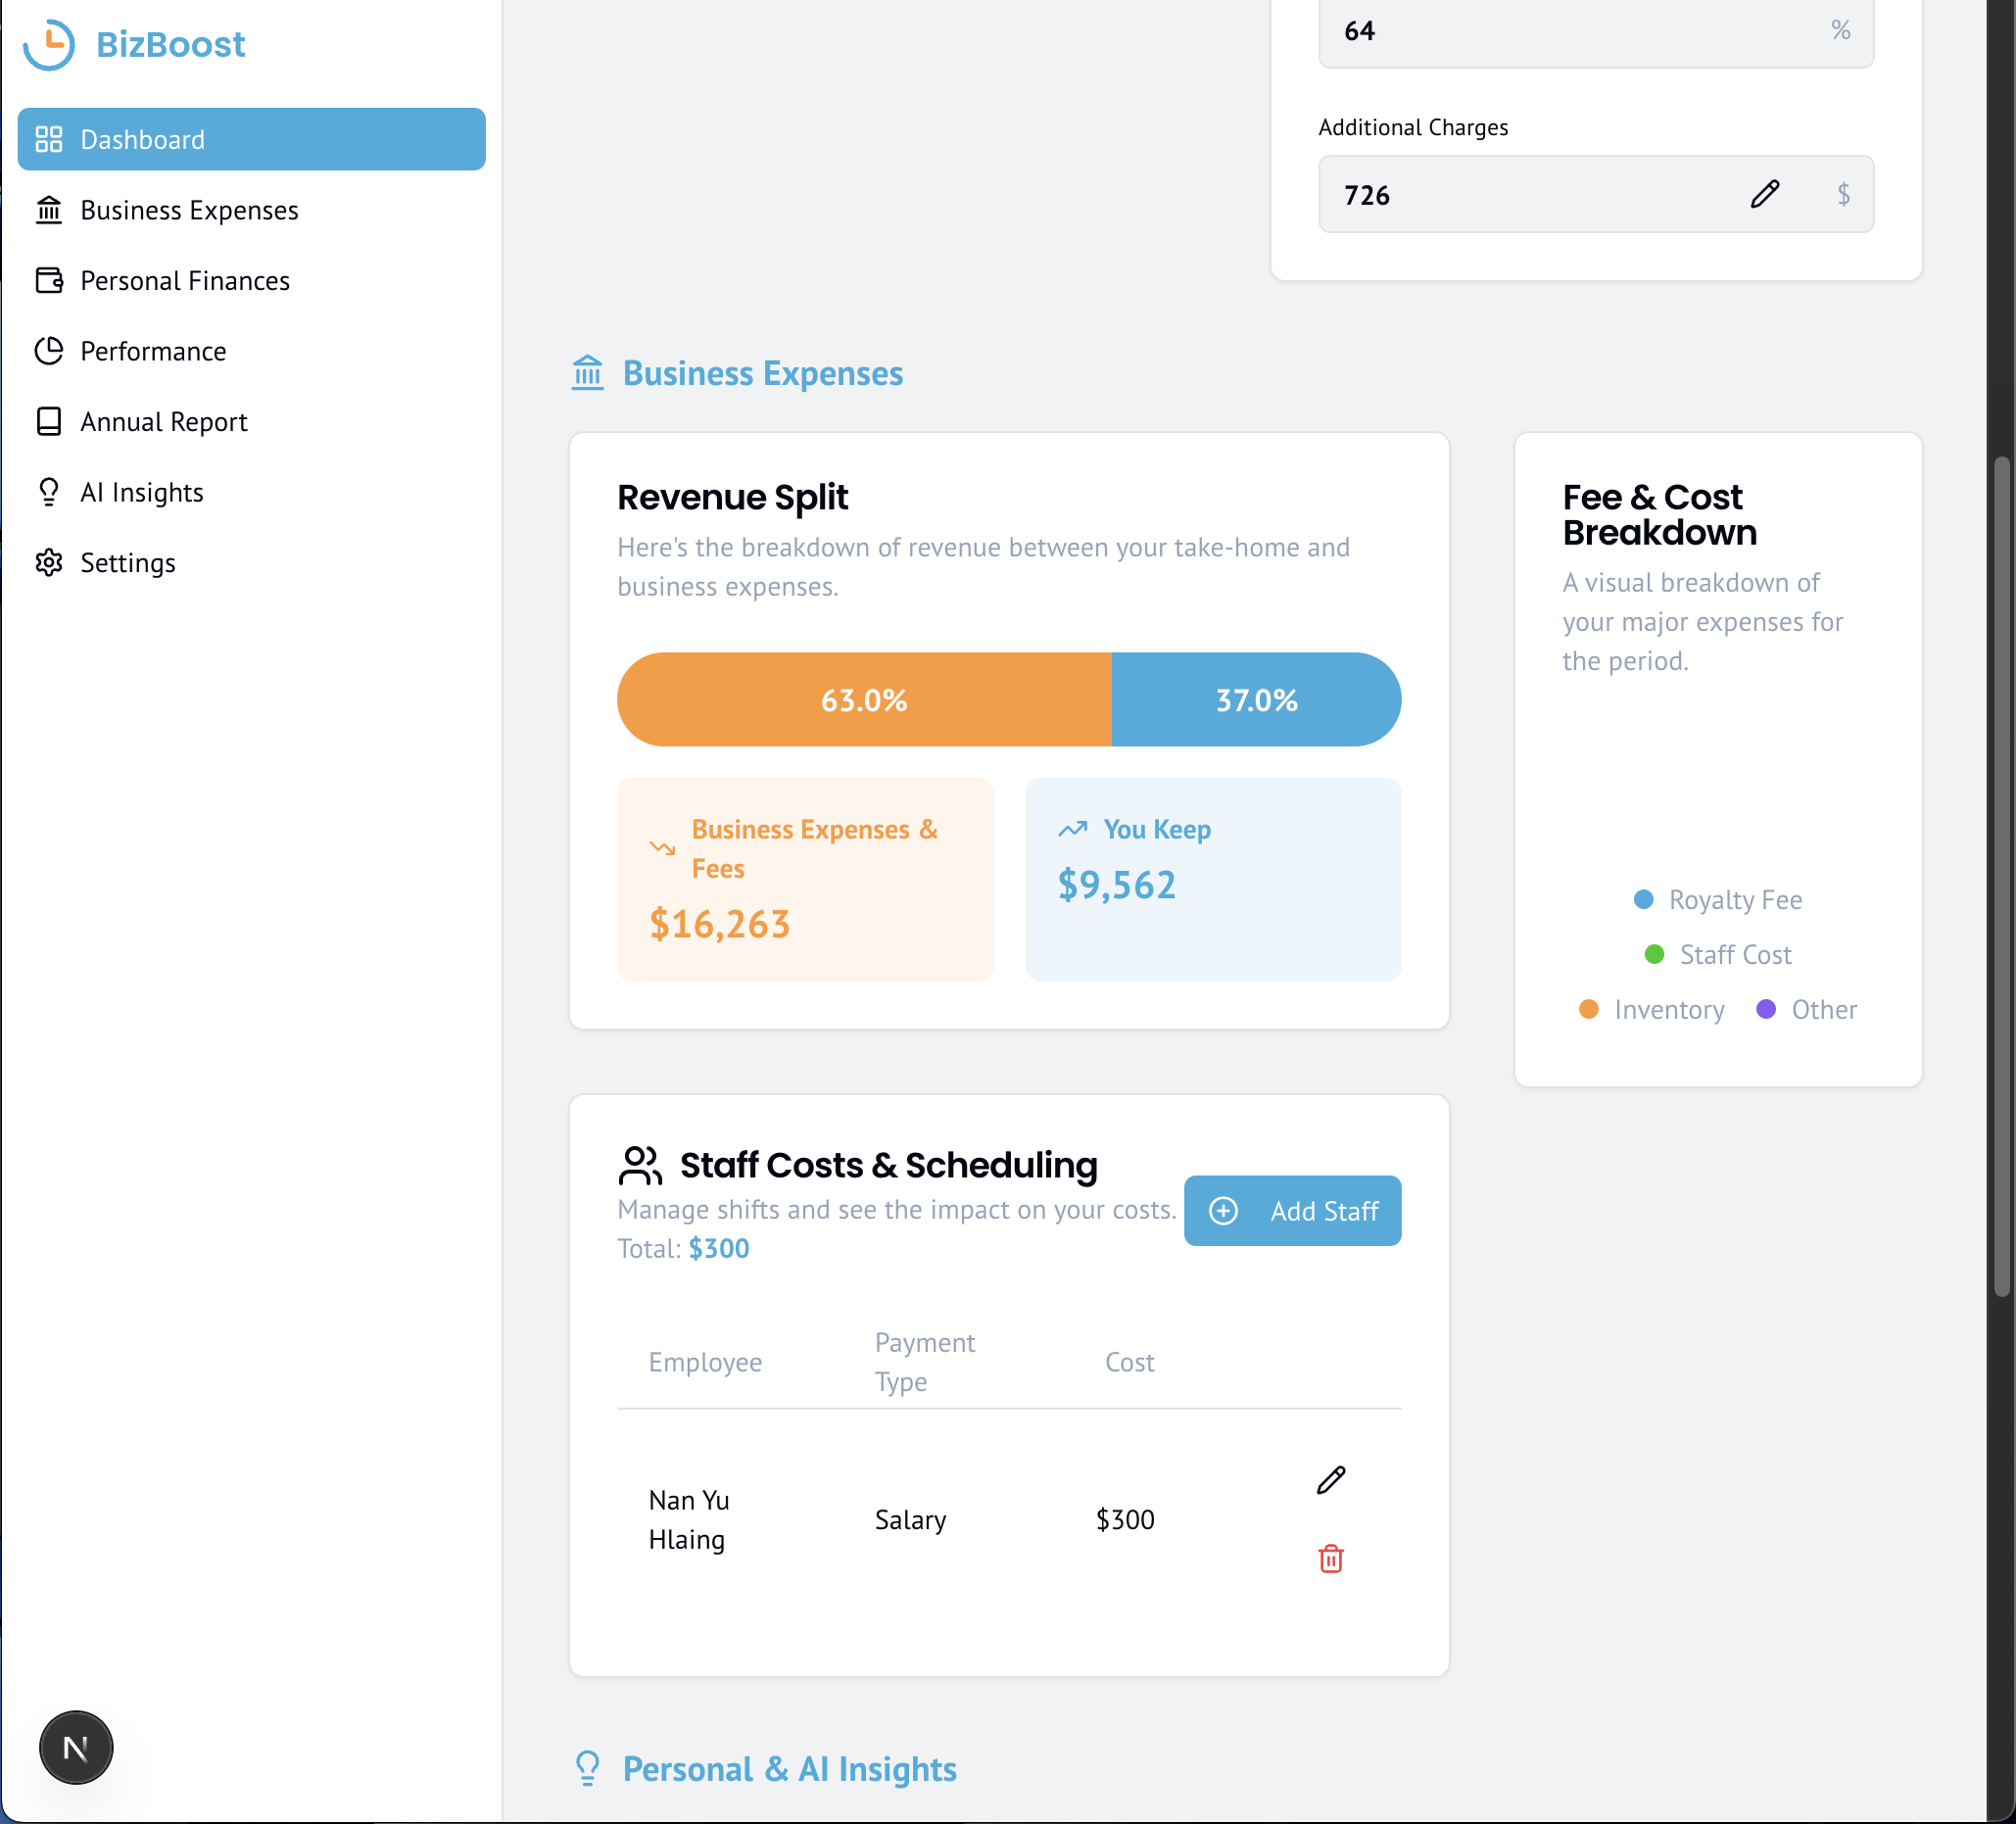 BizBoost
Dashboard
Business Expenses
Personal Finances
Performance
Annual Report
AI Insights
Settings
N
64 %
Additional Charges
726 $
Business Expenses
Revenue Split
Here's the breakdown of revenue between your take-home and
business expenses.
63.0% 37.0%
Business Expenses &
Fees
$16,263
You Keep
$9,562
Fee & Cost
Breakdown
A visual breakdown of
your major expenses for
the period.
Royalty Fee
Staff Cost
Inventory Other
Staff Costs & Scheduling
Manage shifts and see the impact on your costs.
Total: $300
Add Staff
Employee Payment
Type Cost
Nan Yu
Hlaing Salary $300
Personal & AI Insights